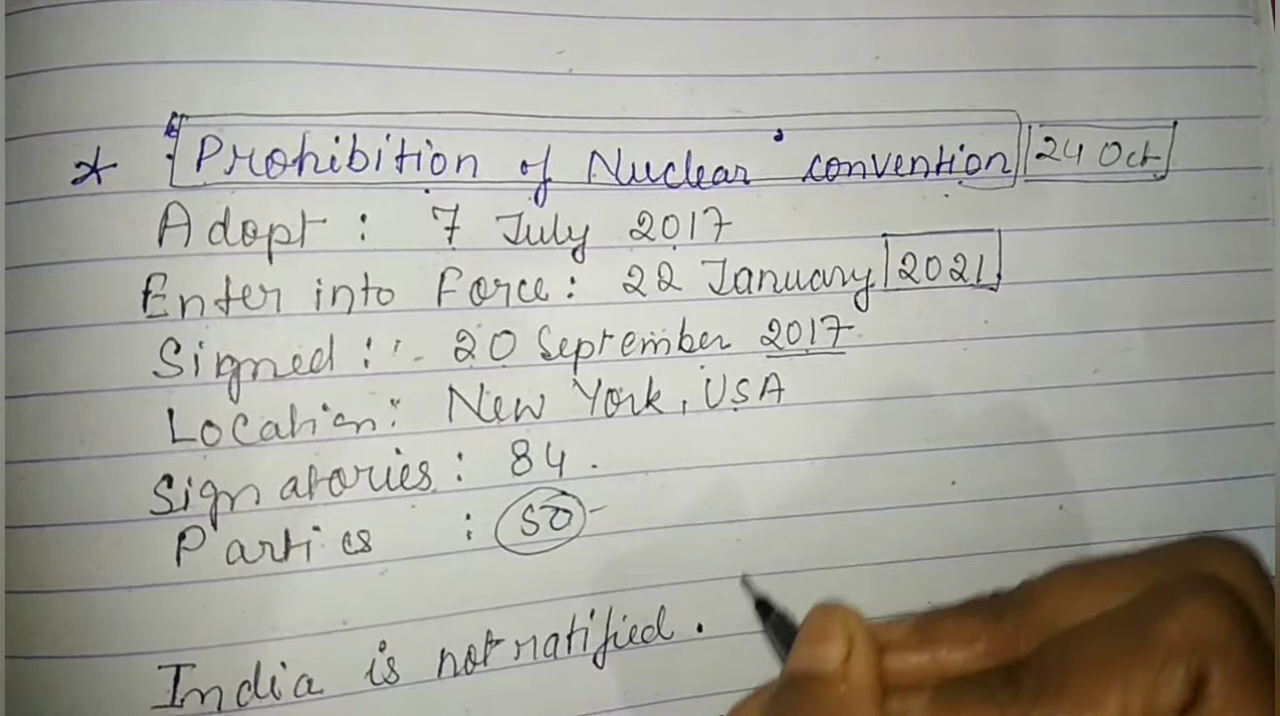 * Prohibition of Nuclear convention 24 Oct
Adopt : 7 July 2017
Enter into Force : 22 January 2021
Signed : - 20 September 2017
Location : New York, USA
Signatories : 84.
Parties : 50 -
India is not ratified.